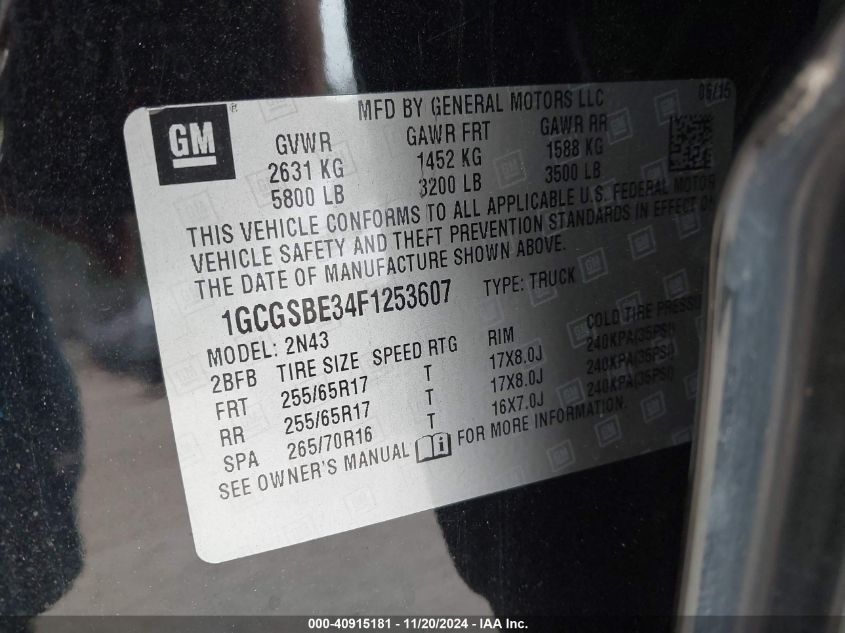 MFD BY GENERAL MOTORS LLC 06/15
GM
GVWR GAWR FRT GAWR RR
2631 KG 1452 KG 1588 KG
5800 LB 3200 LB 3500 LB
THIS VEHICLE CONFORMS TO ALL APPLICABLE U.S. FEDERAL MOTOR
VEHICLE SAFETY AND THEFT PREVENTION STANDARDS IN EFFECT ON
THE DATE OF MANUFACTURE SHOWN ABOVE.
1GCGSBE34F1253607 TYPE: TRUCK
MODEL: 2N43
2BFB TIRE SIZE SPEED RTG RIM COLD TIRE PRESSU
FRT 255/65R17 T 17X8.0J 240KPA(35PSI)
RR 255/65R17 T 17X8.0J 240KPA(35PSI)
SPA 265/70R16 T 16X7.0J 240KPA(35PSI)
SEE OWNER'S MANUAL FOR MORE INFORMATION.
000-40915181 - 11/20/2024 - IAA Inc.